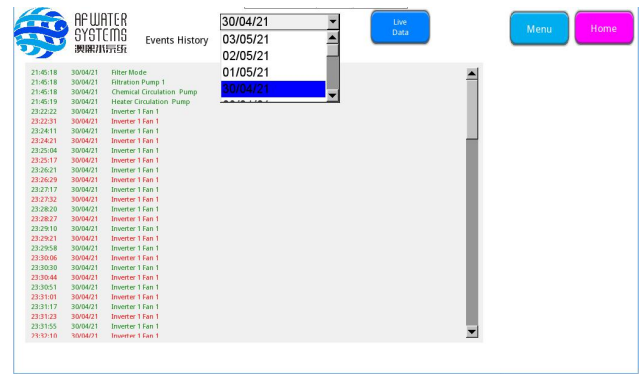 AF WATER
SYSTEMS
Events History
30/04/21
03/05/21
02/05/21
01/05/21
30/04/21
Live
Data
Menu
Home
21:45:18 30/04/21 Filter Mode
21:45:18 30/04/21 Filtration Pump 1
21:45:18 30/04/21 Chemical Circulation Pump
21:45:19 30/04/21 Heater Circulation Pump
23:22:22 30/04/21 Inverter 1 Fan 1
23:22:31 30/04/21 Inverter 1 Fan 1
23:24:11 30/04/21 Inverter 1 Fan 1
23:24:21 30/04/21 Inverter 1 Fan 1
23:25:04 30/04/21 Inverter 1 Fan 1
23:25:17 30/04/21 Inverter 1 Fan 1
23:26:21 30/04/21 Inverter 1 Fan 1
23:26:29 30/04/21 Inverter 1 Fan 1
23:27:17 30/04/21 Inverter 1 Fan 1
23:27:32 30/04/21 Inverter 1 Fan 1
23:28:20 30/04/21 Inverter 1 Fan 1
23:28:27 30/04/21 Inverter 1 Fan 1
23:29:10 30/04/21 Inverter 1 Fan 1
23:29:21 30/04/21 Inverter 1 Fan 1
23:29:58 30/04/21 Inverter 1 Fan 1
23:30:06 30/04/21 Inverter 1 Fan 1
23:30:30 30/04/21 Inverter 1 Fan 1
23:30:44 30/04/21 Inverter 1 Fan 1
23:30:51 30/04/21 Inverter 1 Fan 1
23:31:01 30/04/21 Inverter 1 Fan 1
23:31:17 30/04/21 Inverter 1 Fan 1
23:31:23 30/04/21 Inverter 1 Fan 1
23:31:55 30/04/21 Inverter 1 Fan 1
23:32:10 30/04/21 Inverter 1 Fan 1